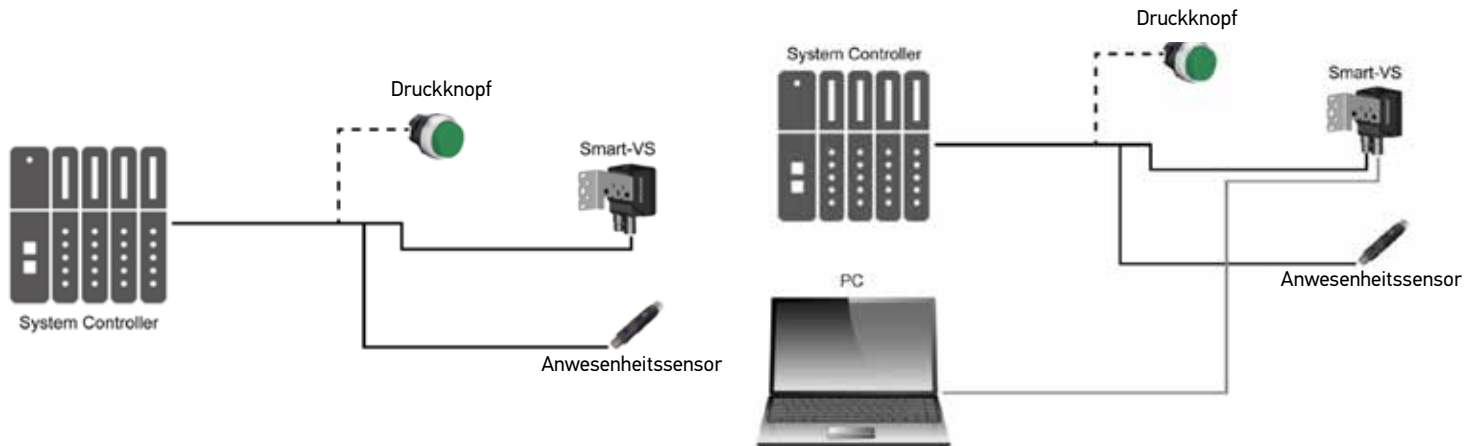 Druckknopf
Smart-VS
System Controller
Anwesenheitssensor
Druckknopf
System Controller
Smart-VS
Anwesenheitssensor
PC